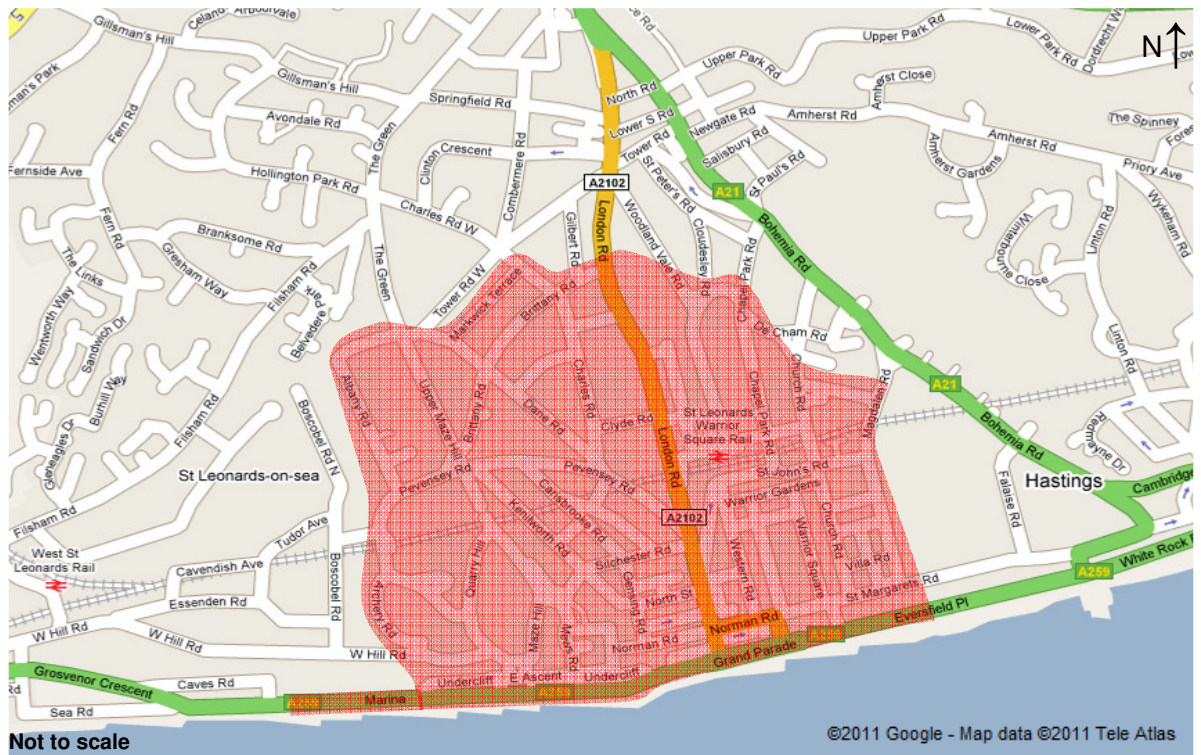 Gillsman's Hill
N
Upper Park Rd
Lower Park Rd
Upper Park Rd
Gillsman's Hill
Springfield Rd
North Rd
Amherst Close
Fern Rd
Avondale Rd
The Green
Lower S Rd
Newgate Rd
Amherst Rd
The Spinney
Clinton Crescent
Combermere Rd
Tower Rd
Salisbury Rd
Amherst Rd
Fernside Ave
Hollington Park Rd
A2102
St Peter's Rd
St Paul's Rd
Amherst Gardens
Priory Ave
A21
Charles Rd W
London Rd
Woodland Vale Rd
Wykeham Rd
Fern Rd
Branksome Rd
Gilbert Rd
Cloudesley Rd
Bohemia Rd
Winterbourne Close
Linton Rd
The Links
Gresham Way
The Green
Chapel Park Rd
Filsham Rd
Tower Rd W
Wentworth Way
Belvedere Park
Markwick Terrace
Brittany Rd
Sandwich Dr
De Cham Rd
Linton Rd
Burhill Way
Albany Rd
Upper Maze Hill
Brittany Rd
Charles Rd
Chapel Park Rd
Church Rd
Magdalen Rd
A21
Filsham Rd
Boscobel Rd N
Dane Rd
Clyde Rd
St Leonards
Warrior
Square Rail
Bohemia Rd
Redmayne Dr
Gleneagles Dr
London Rd
St Leonards-on-sea
Pevensey Rd
Pevensey Rd
St John's Rd
Hastings
Cambridge
Carisbrooke Rd
Warrior Gardens
Falaise Rd
Filsham Rd
Kenilworth Rd
A2102
Church Rd
Tudor Ave
West St
Leonards Rail
Silchester Rd
Western Rd
Warrior Square
Villa Rd
White Rock
Cavendish Ave
Boscobel Rd
Quarry Hill
A259
Essenden Rd
Archery Rd
Gensing Rd
North St
St Margarets Rd
W Hill Rd
Maze Hill
Mews Rd
Norman Rd
Norman Rd
Eversfield Pl
W Hill Rd
W Hill Rd
A259
Grand Parade
Grosvenor Crescent
Caves Rd
Undercliff
E Ascent
Undercliff
Rd
A259
Marina
A259
Sea Rd
Not to scale
©2011 Google - Map data ©2011 Tele Atlas